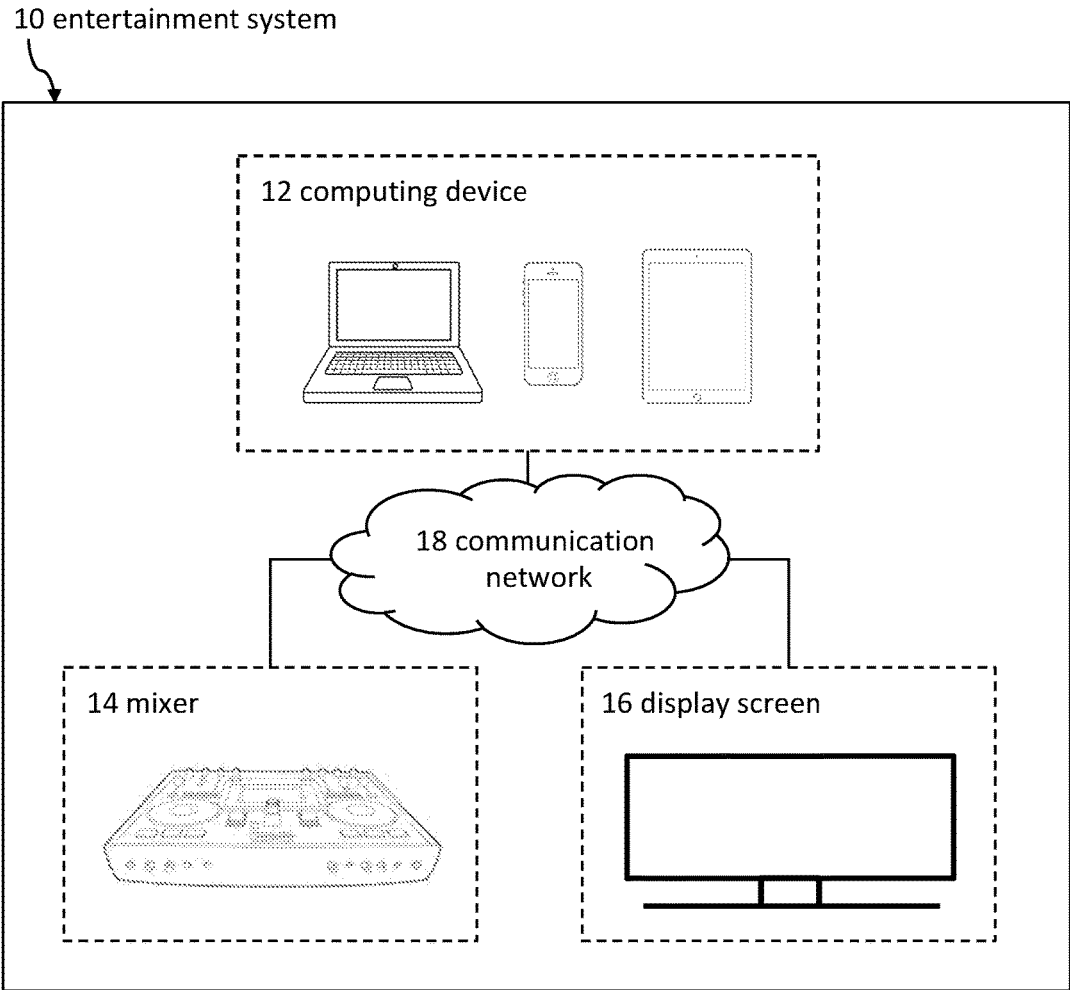 10 entertainment system
12 computing device
18 communication
network
14 mixer
16 display screen